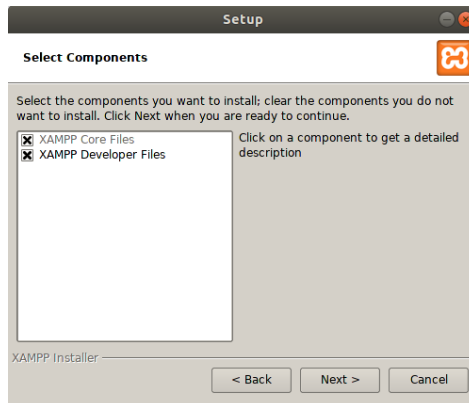 Setup
Select Components
Select the components you want to install; clear the components you do not
want to install. Click Next when you are ready to continue.
XAMPP Core Files
XAMPP Developer Files
Click on a component to get a detailed
description
XAMPP Installer
< Back
Next >
Cancel